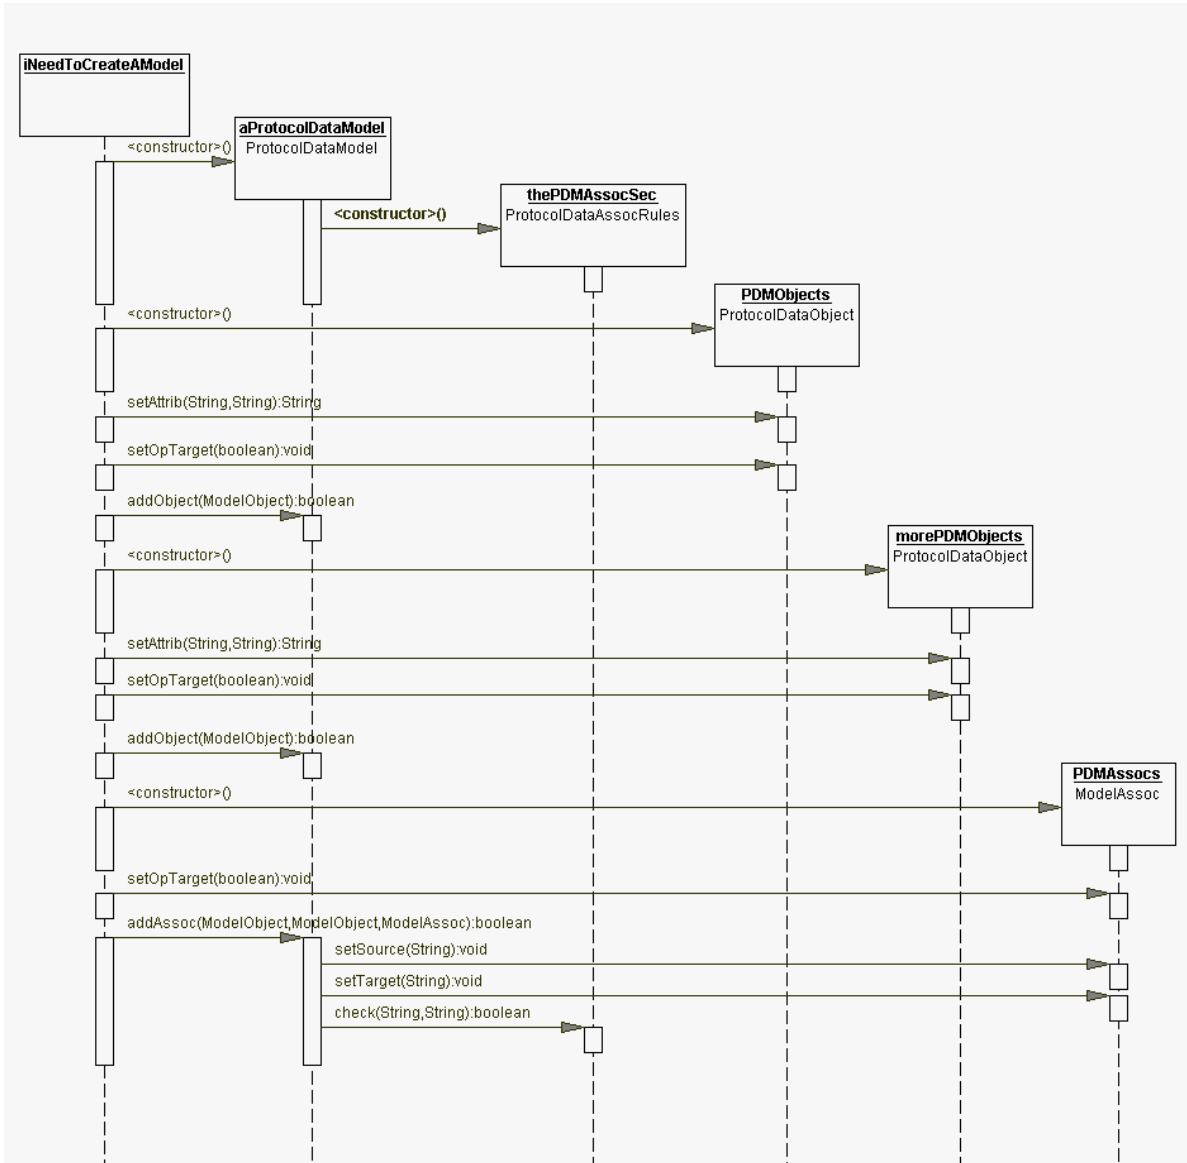 iNeedToCreateAModel
aProtocolDataModel
ProtocolDataModel
<constructor>()
thePDMAssocSec
ProtocolDataAssocRules
<constructor>()
PDMObjects
ProtocolDataObject
<constructor>()
setAttrib(String,String):String
setOpTarget(boolean):void
addObject(ModelObject):boolean
morePDMObjects
ProtocolDataObject
<constructor>()
setAttrib(String,String):String
setOpTarget(boolean):void
addObject(ModelObject):boolean
PDMAssocs
ModelAssoc
<constructor>()
setOpTarget(boolean):void
addAssoc(ModelObject,ModelObject,ModelAssoc):boolean
setSource(String):void
setTarget(String):void
check(String,String):boolean